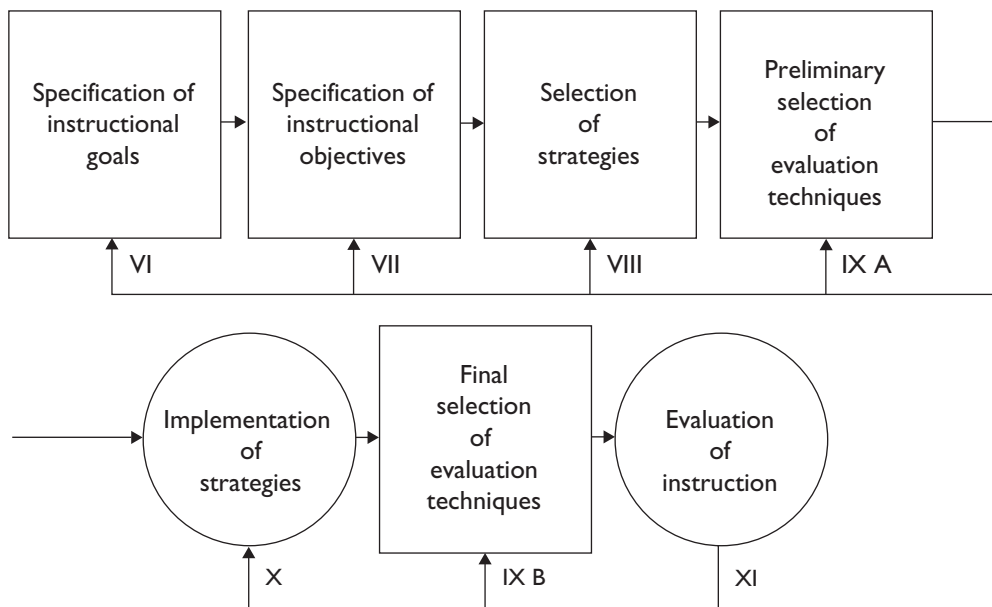 Specification of
instructional
goals
Specification of
instructional
objectives
Selection
of
strategies
Preliminary
selection
of
evaluation
techniques
VI
VII
VIII
IX A
Implementation
of
strategies
Final
selection
of
evaluation
techniques
Evaluation
of
instruction
X
IX B
XI